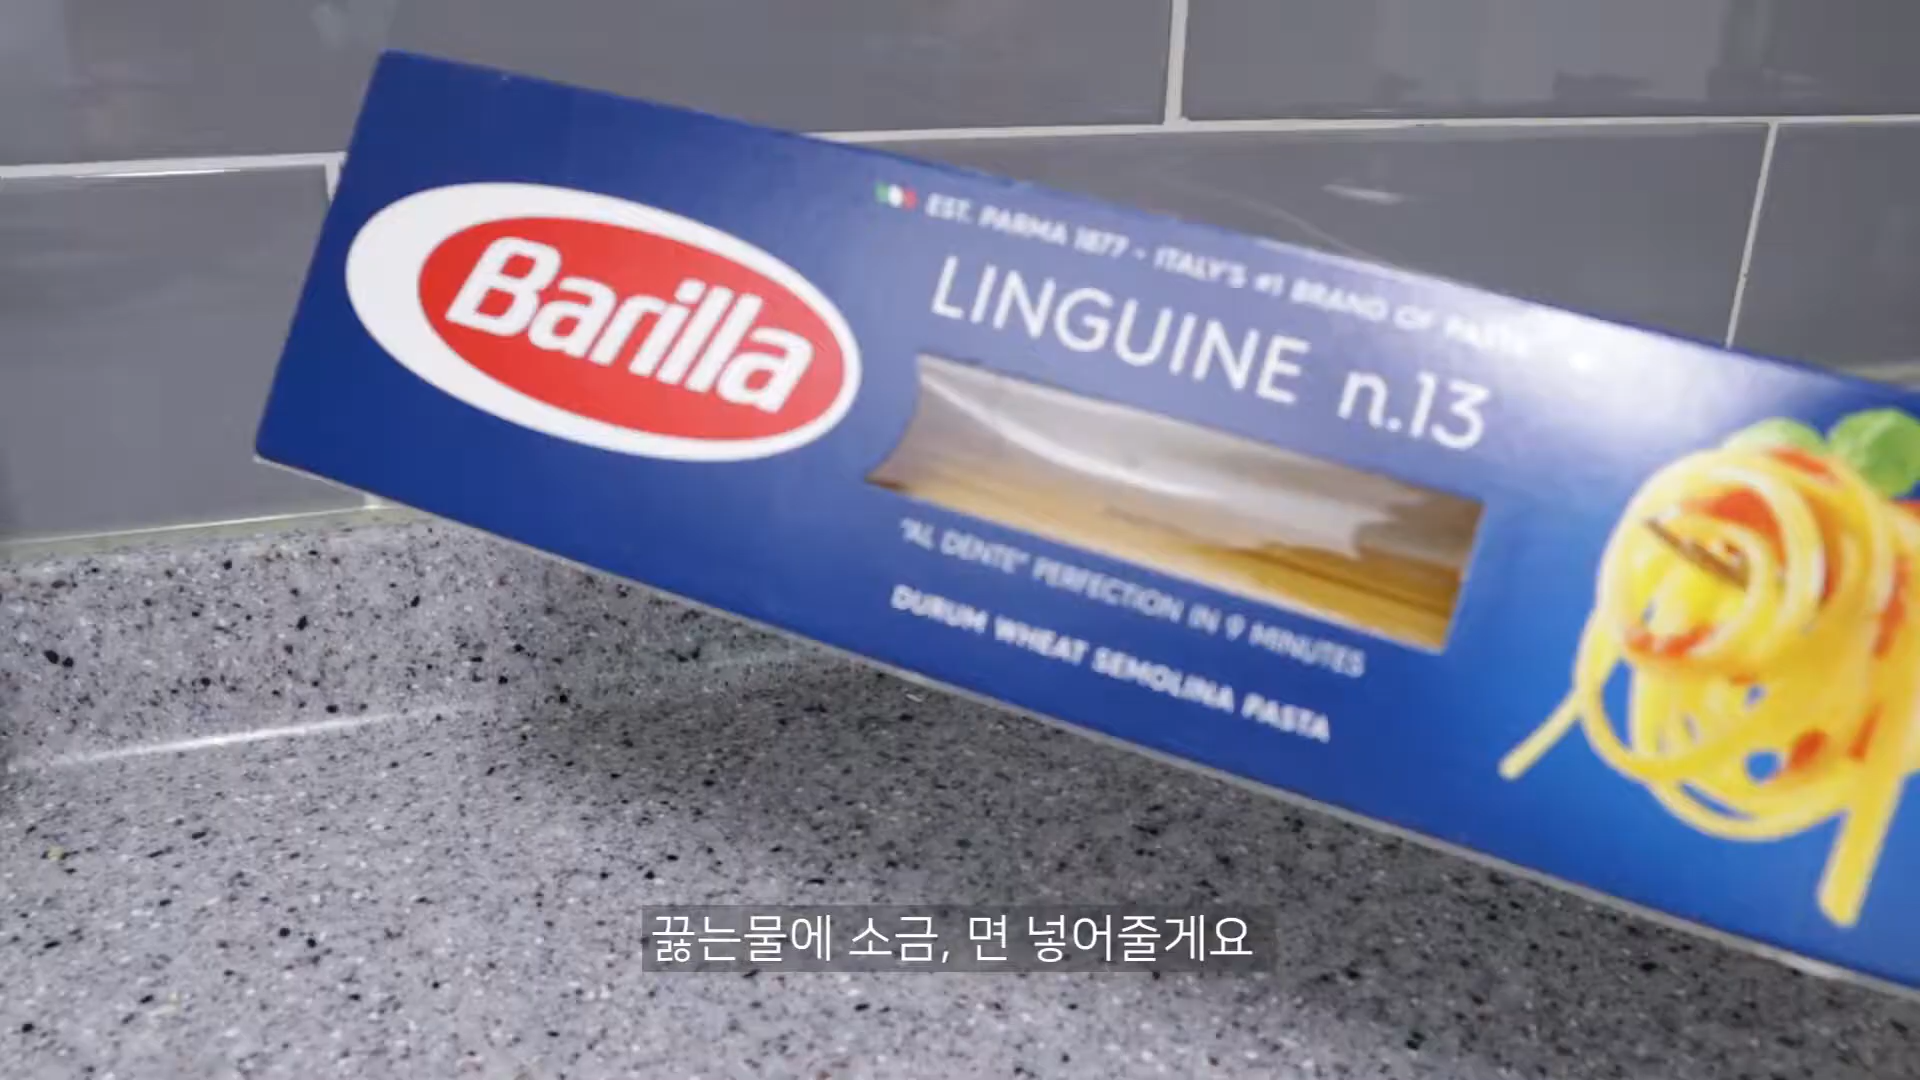 Barilla
EST. PARMA 1877 - ITALY'S #1 BRAND OF PASTA
LINGUINE n.13
"AL DENTE" PERFECTION IN 9 MINUTES
DURUM WHEAT SEMOLINA PASTA
끓는물에 소금, 면 넣어줄게요